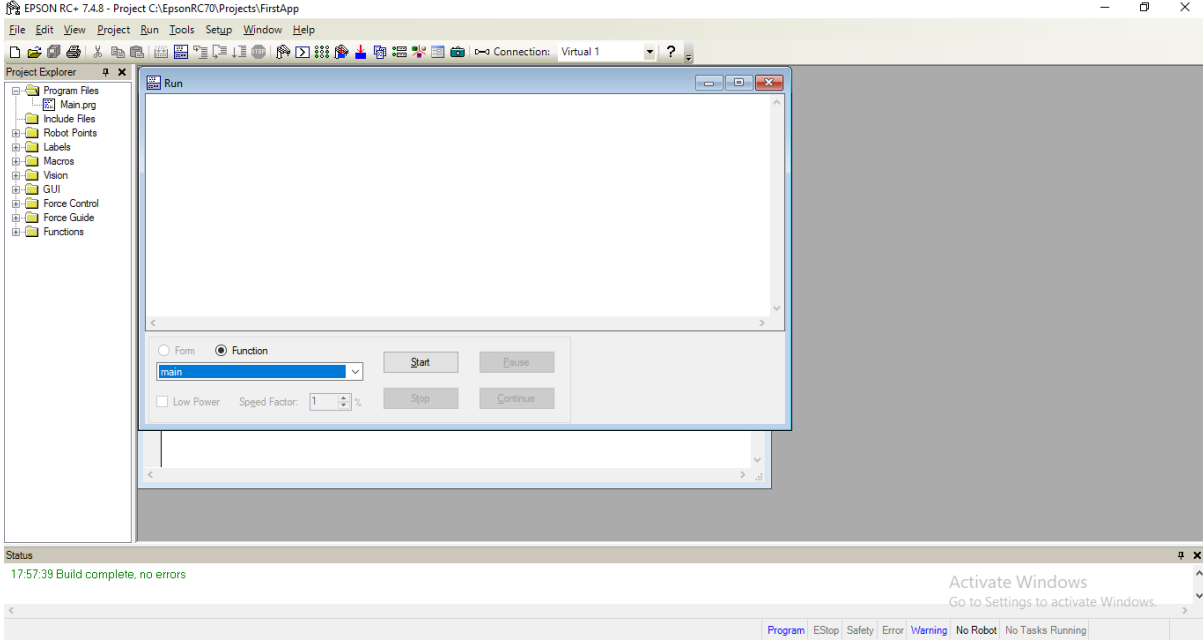 EPSON RC+ 7.4.8 - Project C:\EpsonRC70\Projects\FirstApp
File Edit View Project Run Tools Setup Window Help
Connection: Virtual 1 ?
Project Explorer
Program Files
Main.prg
Include Files
Robot Points
Labels
Macros
Vision
GUI
Force Control
Force Guide
Functions
Run
Form Function
main
Start Pause
Low Power Speed Factor: 1 %
Stop Continue
Status
17:57:39 Build complete, no errors
Activate Windows
Go to Settings to activate Windows.
Program EStop Safety Error Warning No Robot No Tasks Running